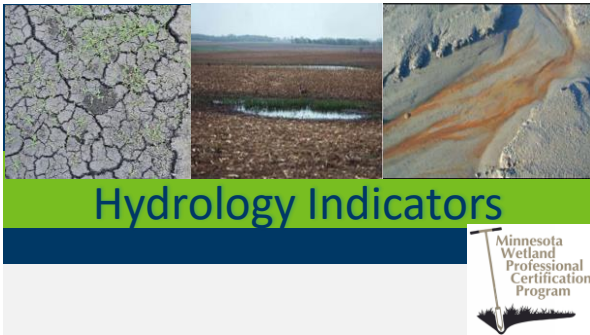 Hydrology Indicators
Minnesota
Wetland
Professional
Certification
Program